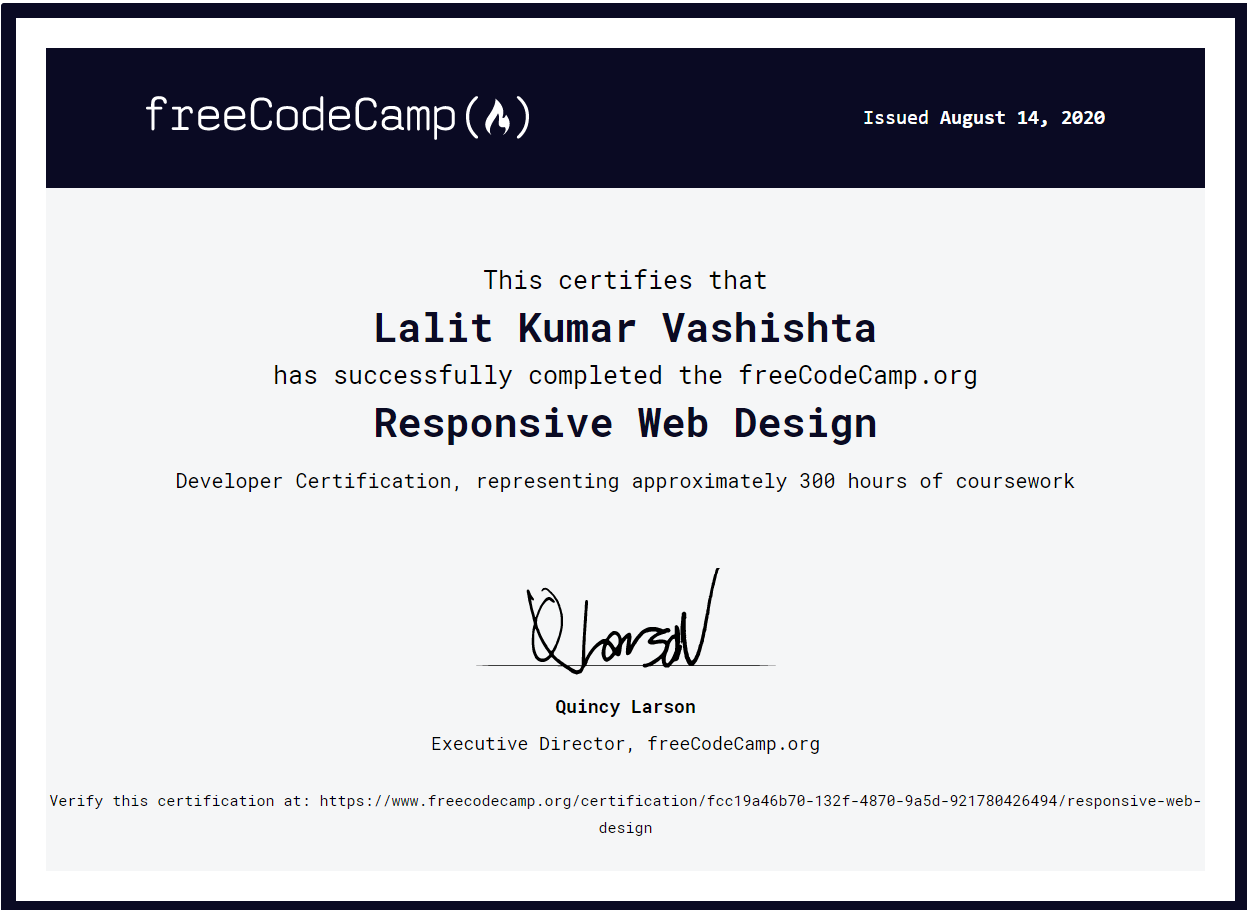 freeCodeCamp(🔥)
Issued August 14, 2020
This certifies that
Lalit Kumar Vashishta
has successfully completed the freeCodeCamp.org
Responsive Web Design
Developer Certification, representing approximately 300 hours of coursework
Q Larson
Quincy Larson
Executive Director, freeCodeCamp.org
Verify this certification at: https://www.freecodecamp.org/certification/fcc19a46b70-132f-4870-9a5d-921780426494/responsive-web-
design